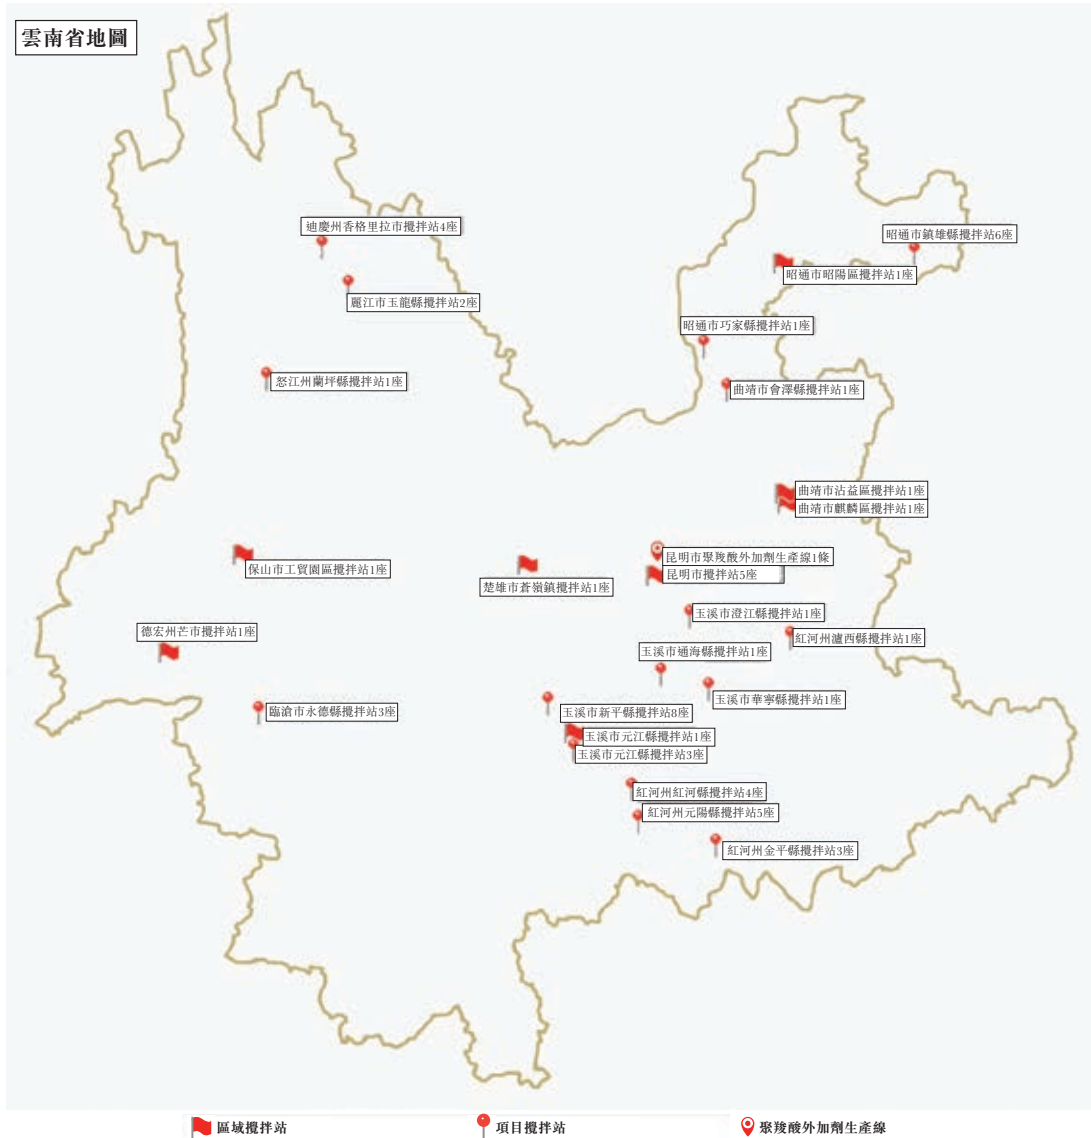 雲南省地圖
迪慶州香格里拉市攪拌站4座
昭通市鎮雄縣攪拌站6座
昭通市昭陽區攪拌站1座
麗江市玉龍縣攪拌站2座
昭通市巧家縣攪拌站1座
怒江州蘭坪縣攪拌站1座
曲靖市會澤縣攪拌站1座
曲靖市沾益區攪拌站1座
曲靖市麒麟區攪拌站1座
昆明市聚羧酸外加劑生產線1條
保山市工貿園區攪拌站1座
昆明市攪拌站5座
楚雄市蒼嶺鎮攪拌站1座
玉溪市澄江縣攪拌站1座
德宏州芒市攪拌站1座
紅河州瀘西縣攪拌站1座
玉溪市通海縣攪拌站1座
玉溪市華寧縣攪拌站1座
臨滄市永德縣攪拌站3座
玉溪市新平縣攪拌站8座
玉溪市元江縣攪拌站1座
玉溪市元江縣攪拌站3座
紅河州紅河縣攪拌站4座
紅河州元陽縣攪拌站5座
紅河州金平縣攪拌站3座
區域攪拌站
項目攪拌站
聚羧酸外加劑生產線